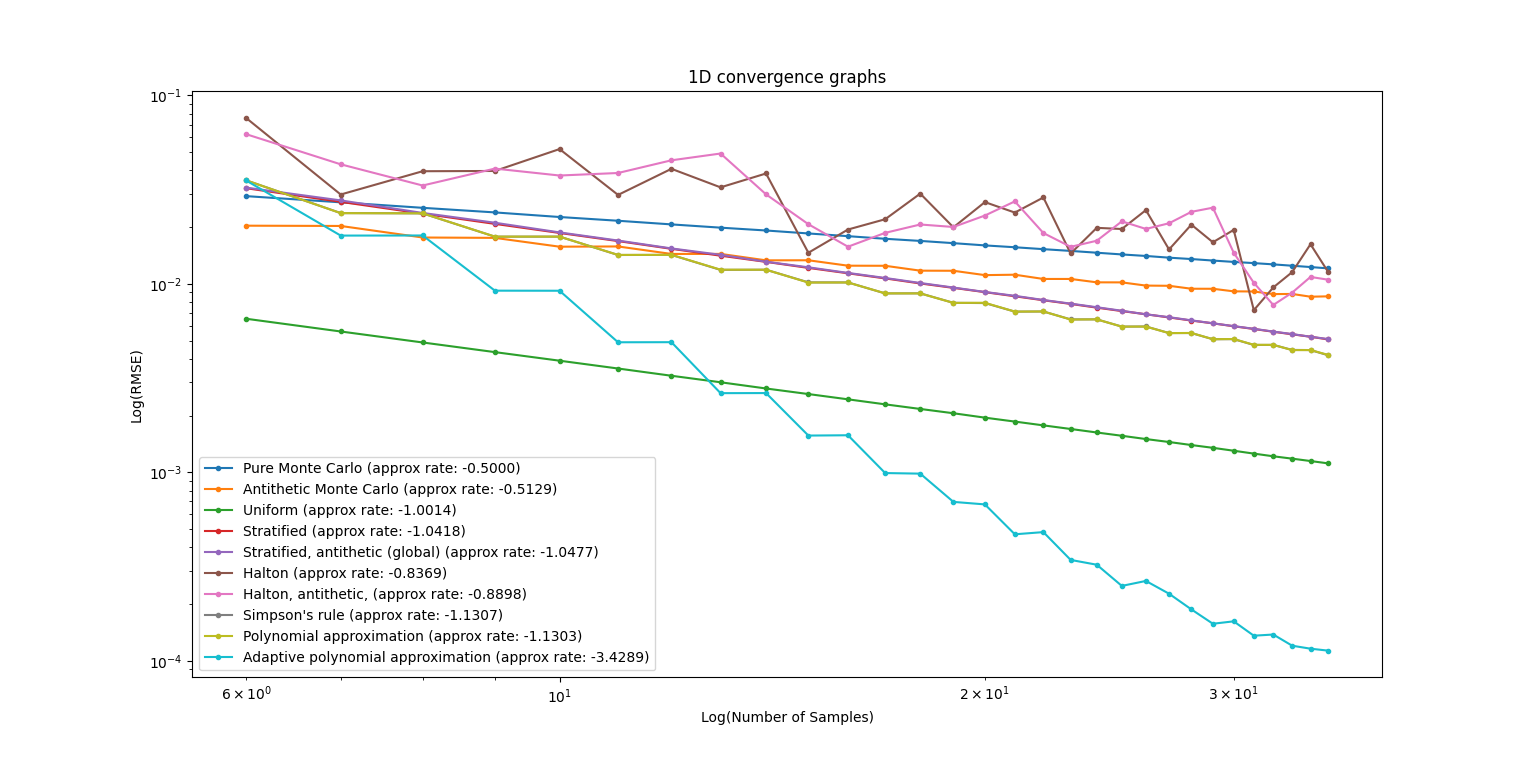 1D convergence graphs
10⁻¹
10⁻²
10⁻³
10⁻⁴
Log(RMSE)
Pure Monte Carlo (approx rate: -0.5000)
Antithetic Monte Carlo (approx rate: -0.5129)
Uniform (approx rate: -1.0014)
Stratified (approx rate: -1.0418)
Stratified, antithetic (global) (approx rate: -1.0477)
Halton (approx rate: -0.8369)
Halton, antithetic, (approx rate: -0.8898)
Simpson's rule (approx rate: -1.1307)
Polynomial approximation (approx rate: -1.1303)
Adaptive polynomial approximation (approx rate: -3.4289)
6 × 10⁰ 10¹ 2 × 10¹ 3 × 10¹
Log(Number of Samples)